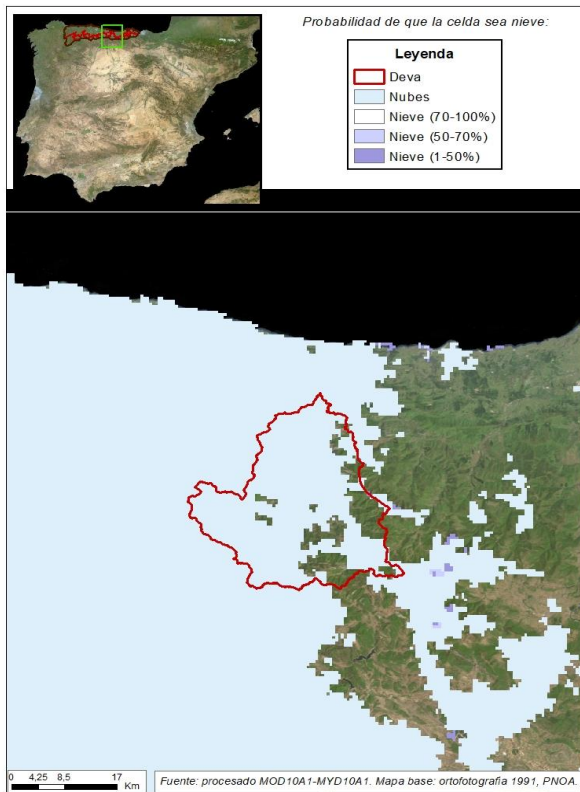 Probabilidad de que la celda sea nieve:
Leyenda
Deva
Nubes
Nieve (70-100%)
Nieve (50-70%)
Nieve (1-50%)
0 4,25 8,5 17
Km
Fuente: procesado MOD10A1-MYD10A1. Mapa base: ortofotografia 1991, PNOA.